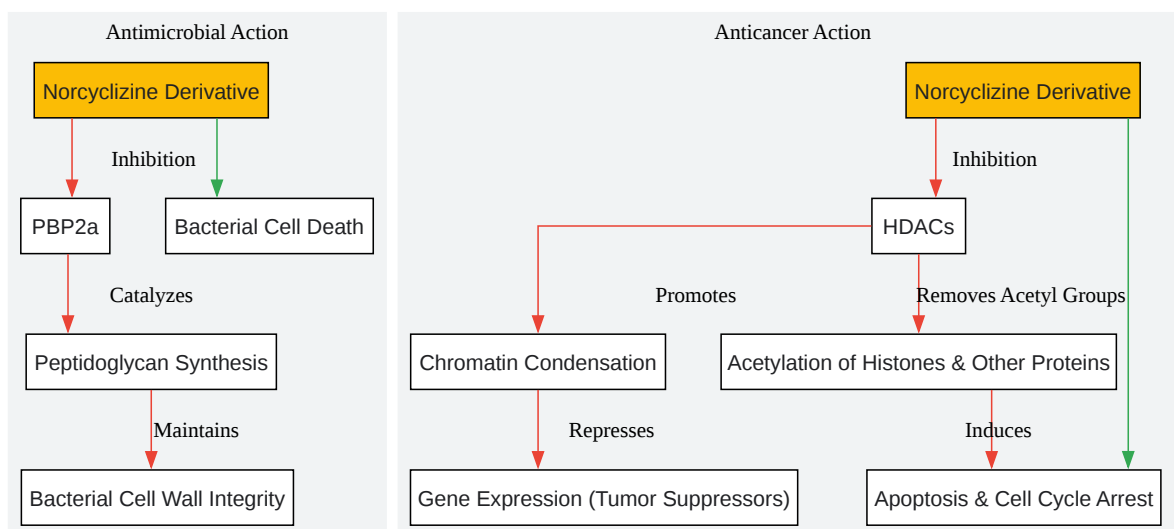 Antimicrobial Action
Norcyclizine Derivative
Inhibition
PBP2a
Bacterial Cell Death
Catalyzes
Peptidoglycan Synthesis
Maintains
Bacterial Cell Wall Integrity
Anticancer Action
Norcyclizine Derivative
Inhibition
HDACs
Promotes
Removes Acetyl Groups
Chromatin Condensation
Acetylation of Histones & Other Proteins
Represses
Induces
Gene Expression (Tumor Suppressors)
Apoptosis & Cell Cycle Arrest